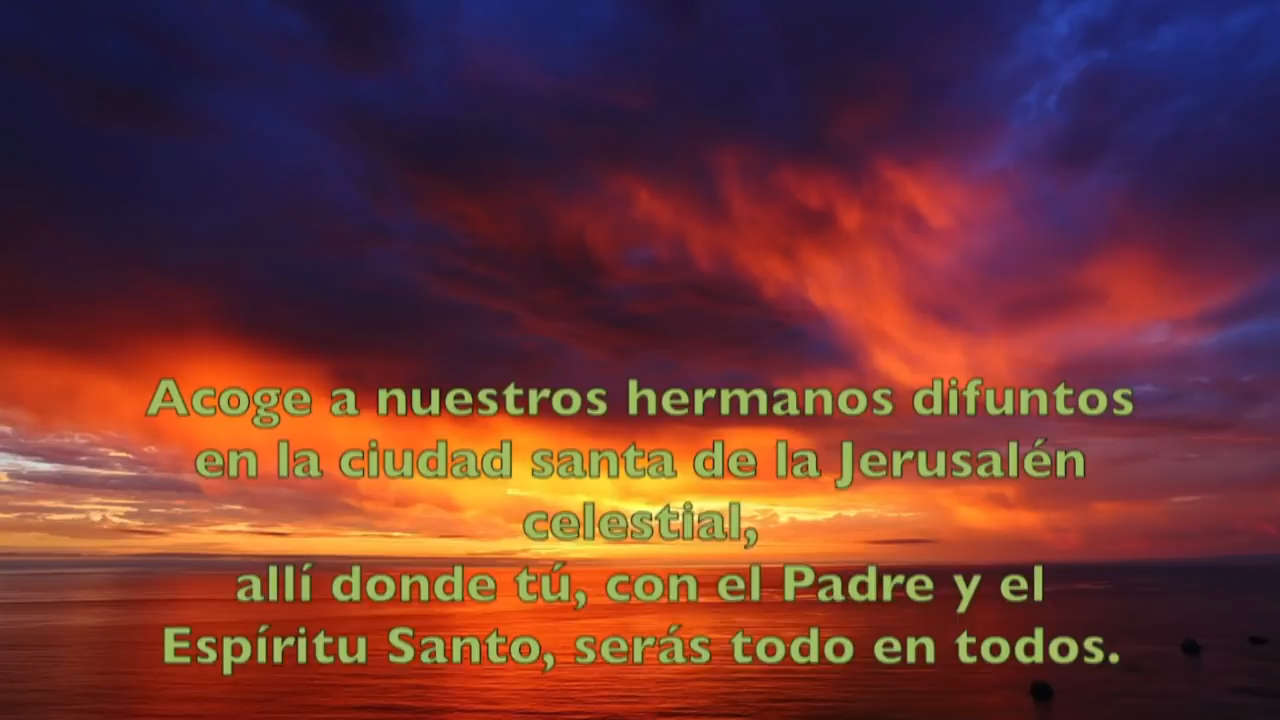 Acoge a nuestros hermanos difuntos
en la ciudad santa de la Jerusalén
celestial,
allí donde tú, con el Padre y el
Espíritu Santo, serás todo en todos.